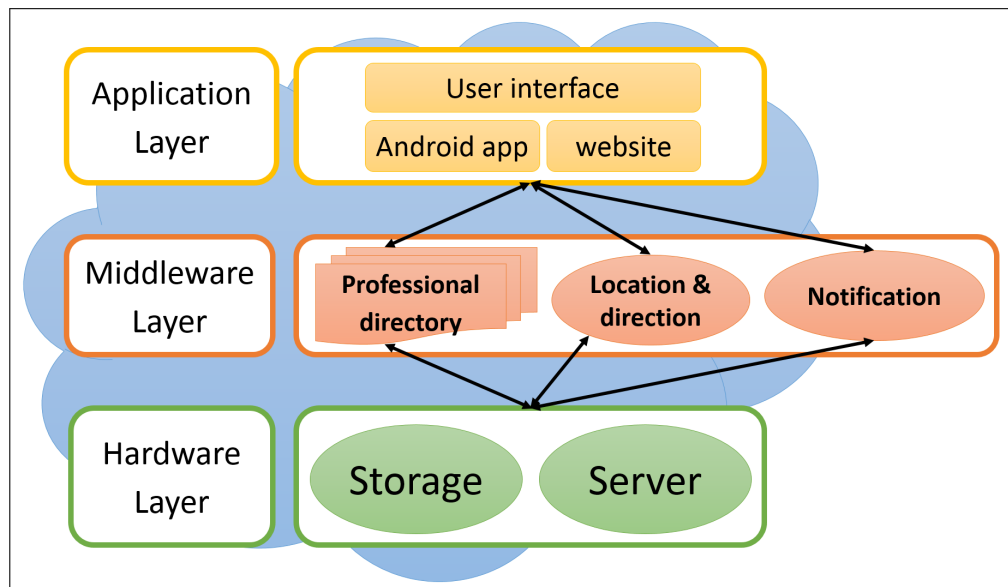 Application
Layer
User interface
Android app
website
Middleware
Layer
Professional
directory
Location &
direction
Notification
Hardware
Layer
Storage
Server